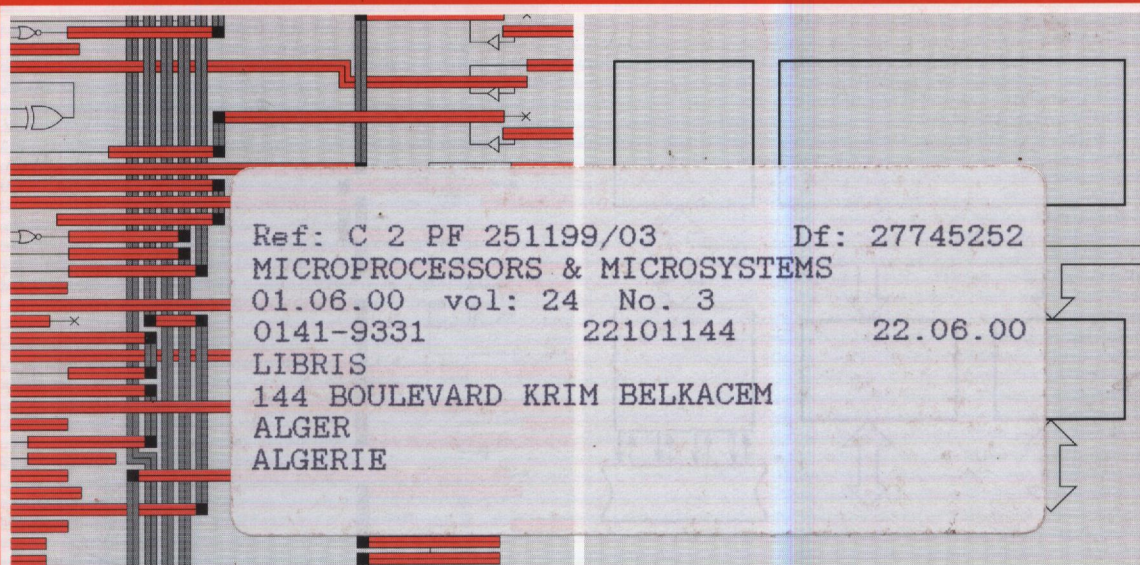 Ref: C 2 PF 251199/03 Df: 27745252
MICROPROCESSORS & MICROSYSTEMS
01.06.00 vol: 24 No. 3
0141-9331 22101144 22.06.00
LIBRIS
144 BOULEVARD KRIM BELKACEM
ALGER
ALGERIE